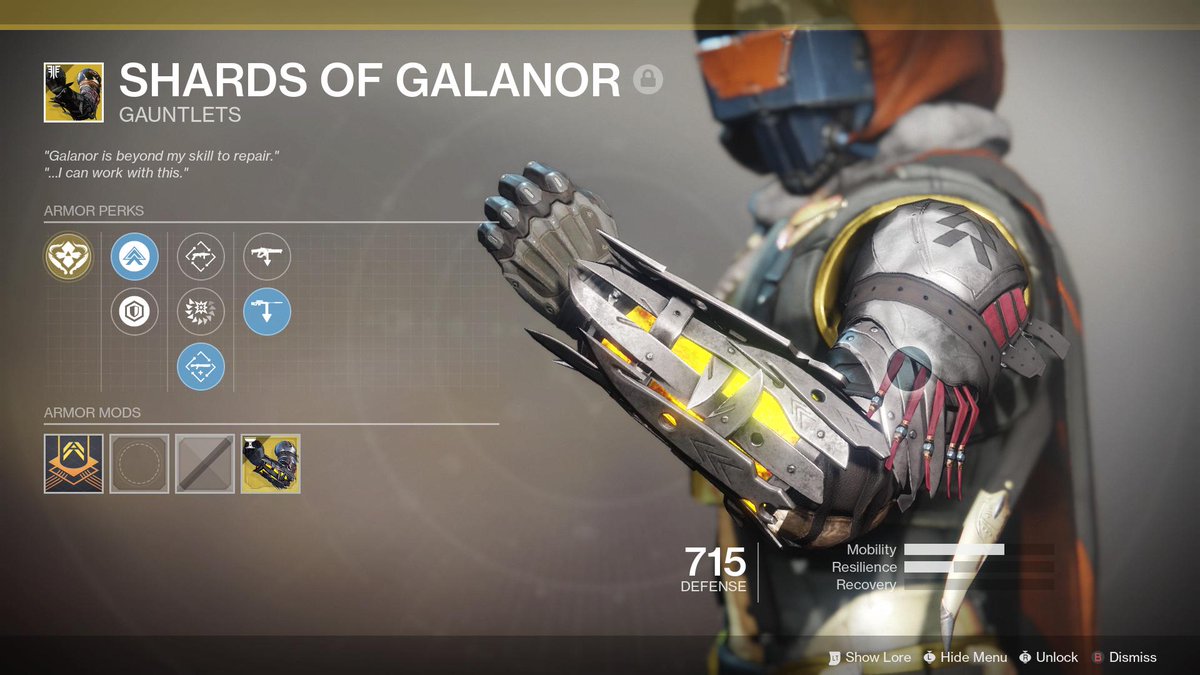 SHARDS OF GALANOR
GAUNTLETS
"Galanor is beyond my skill to repair."
"...I can work with this."
ARMOR PERKS
ARMOR MODS
715
DEFENSE
Mobility
Resilience
Recovery
LT Show Lore
L Hide Menu
R Unlock
B Dismiss